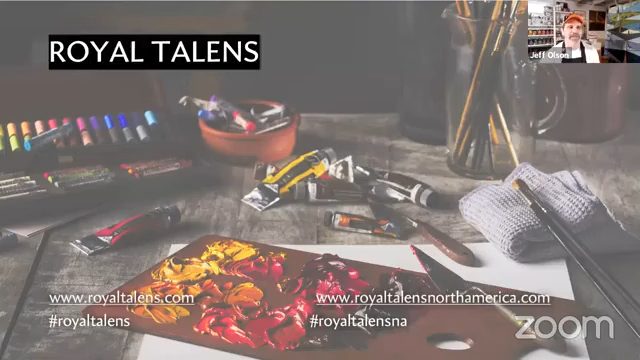 ROYAL TALENS
Jeff Olson
www.royaltalens.com
www.royaltalensnorthamerica.com
#royaltalens
#royaltalensna
zoom